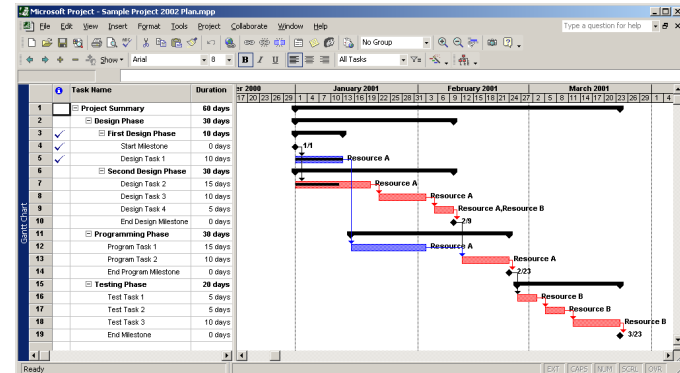 Microsoft Project - Sample Project 2002 Plan.mpp
File Edit View Insert Format Tools Project Collaborate Window Help Type a question for help
No Group
Show Arial 8 B I U All Tasks
Task Name Duration er 2000 January 2001 February 2001 March 2001
17 20 23 26 29 1 4 7 10 13 16 19 22 25 28 31 3 6 9 12 15 18 21 24 27 2 5 8 11 14 17 20 23 26 29 1 4
1 Project Summary 60 days
2 Design Phase 30 days
3 First Design Phase 10 days
4 Start Milestone 0 days 1/1
5 Design Task 1 10 days Resource A
6 Second Design Phase 30 days
7 Design Task 2 15 days Resource A
8 Design Task 3 10 days Resource A
9 Design Task 4 5 days Resource A,Resource B
10 End Design Milestone 0 days 2/9
11 Programming Phase 30 days
12 Program Task 1 15 days Resource A
13 Program Task 2 10 days Resource A
14 End Program Milestone 0 days 2/23
15 Testing Phase 20 days
16 Test Task 1 5 days Resource B
17 Test Task 2 5 days Resource B
18 Test Task 3 10 days Resource B
19 End Milestone 0 days 3/23
Gantt Chart
Ready EXT CAPS NUM SCRL OVR